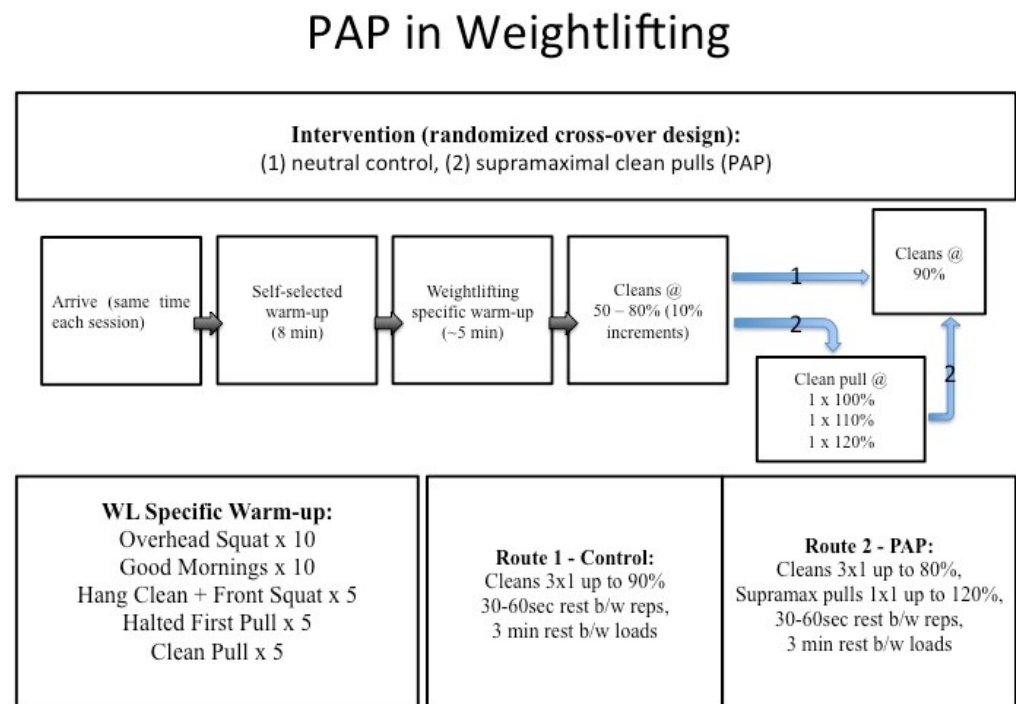 PAP in Weightlifting
Intervention (randomized cross-over design):
(1) neutral control, (2) supramaximal clean pulls (PAP)
Arrive (same time
each session)
Self-selected
warm-up
(8 min)
Weightlifting
specific warm-up
(~5 min)
Cleans @
50 – 80% (10%
increments)
1
2
Cleans @
90%
Clean pull @
1 x 100%
1 x 110%
1 x 120%
2
WL Specific Warm-up:
Overhead Squat x 10
Good Mornings x 10
Hang Clean + Front Squat x 5
Halted First Pull x 5
Clean Pull x 5
Route 1 - Control:
Cleans 3x1 up to 90%
30-60sec rest b/w reps,
3 min rest b/w loads
Route 2 - PAP:
Cleans 3x1 up to 80%,
Supramax pulls 1x1 up to 120%,
30-60sec rest b/w reps,
3 min rest b/w loads